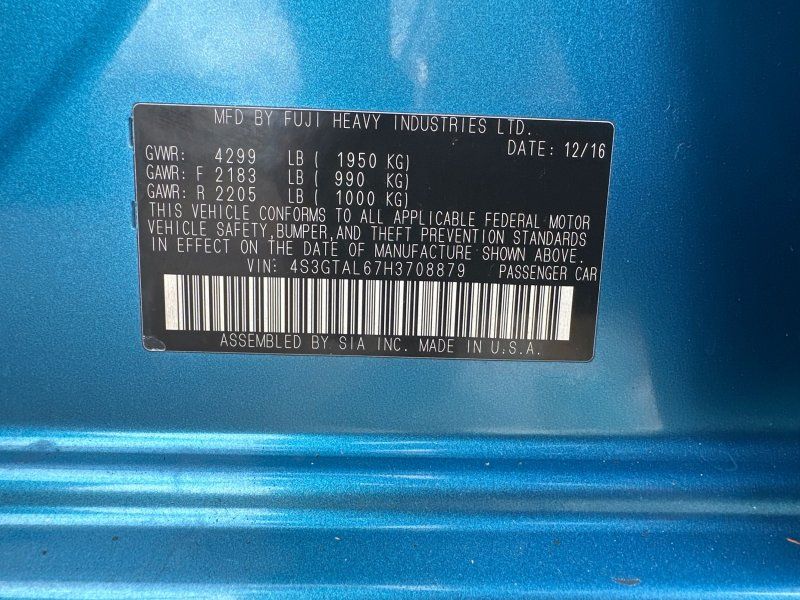 MFD BY FUJI HEAVY INDUSTRIES LTD.
DATE: 12/16
GVWR: 4299 LB ( 1950 KG)
GAWR: F 2183 LB ( 990 KG)
GAWR: R 2205 LB ( 1000 KG)
THIS VEHICLE CONFORMS TO ALL APPLICABLE FEDERAL MOTOR
VEHICLE SAFETY,BUMPER,AND THEFT PREVENTION STANDARDS
IN EFFECT ON THE DATE OF MANUFACTURE SHOWN ABOVE.
VIN: 4S3GTAL67H3708879 PASSENGER CAR
ASSEMBLED BY SIA INC. MADE IN U.S.A.